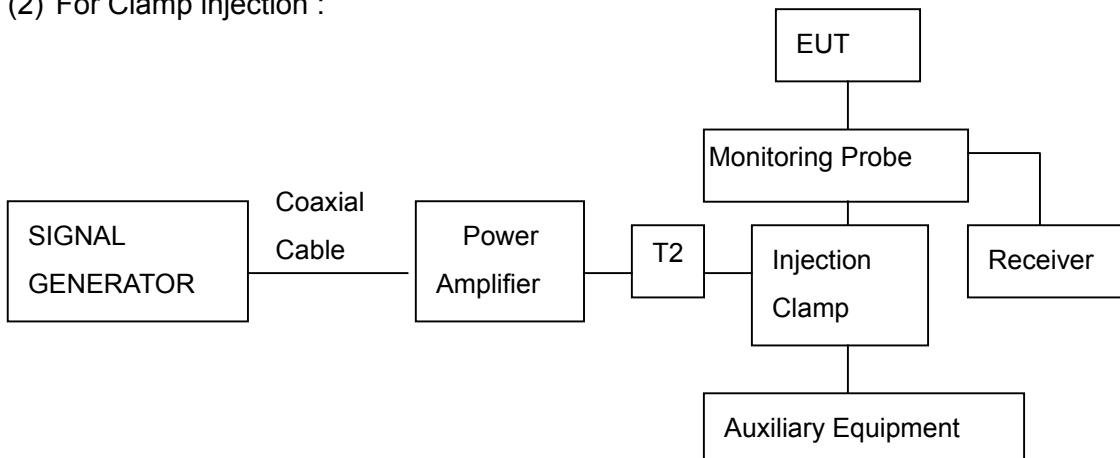 (2) For Clamp injection :
EUT
Monitoring Probe
Coaxial
Cable
SIGNAL
GENERATOR
Power
Amplifier
T2
Injection
Clamp
Receiver
Auxiliary Equipment